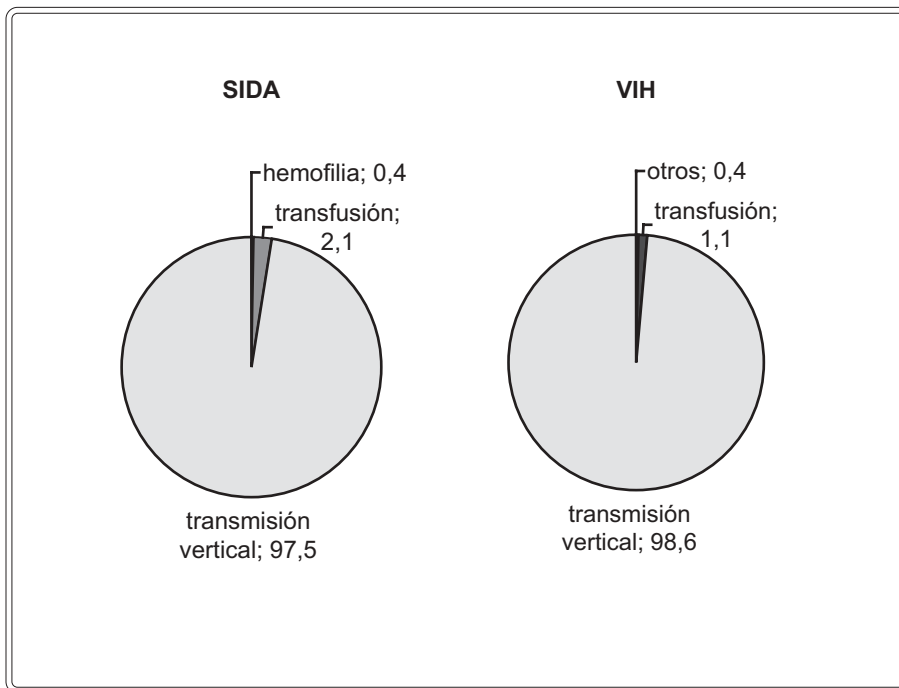 SIDA
hemofilia; 0,4
transfusión;
2,1
transmisión
vertical; 97,5
VIH
otros; 0,4
transfusión;
1,1
transmisión
vertical; 98,6